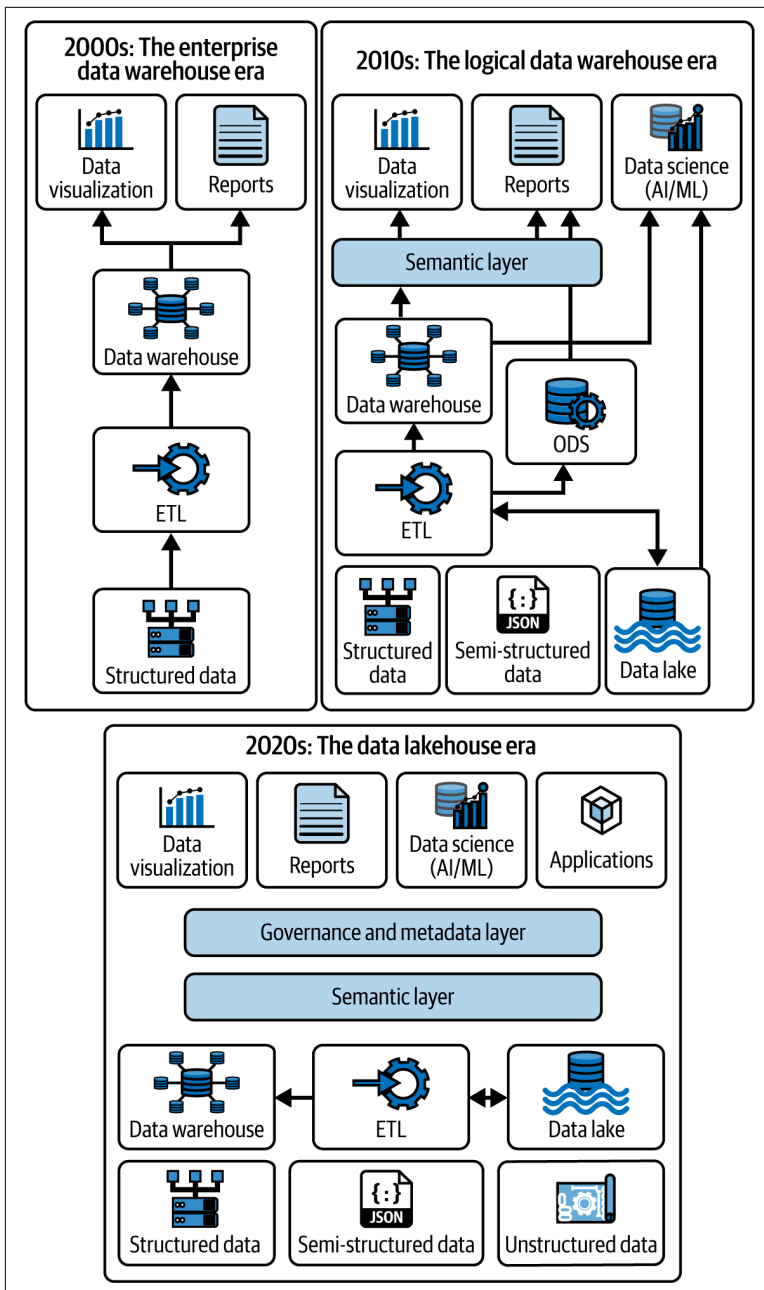 2000s: The enterprise
data warehouse era
Data
visualization
Reports
Data warehouse
ETL
Structured data
2010s: The logical data warehouse era
Data
visualization
Reports
Data science
(AI/ML)
Semantic layer
Data warehouse
ODS
ETL
Structured
data
{:}
JSON
Semi-structured
data
Data lake
2020s: The data lakehouse era
Data
visualization
Reports
Data science
(AI/ML)
Applications
Governance and metadata layer
Semantic layer
Data warehouse
ETL
Data lake
Structured data
{:}
JSON
Semi-structured data
Unstructured data